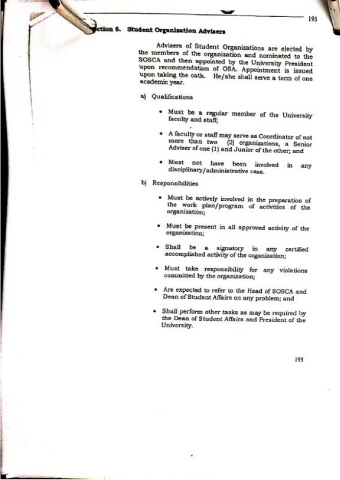 195
ction 6. Student Organization Advisers
Advisers of Student Organizations are elected by
the members of the organization and nominated to the
SOSCA and then appointed by the University President
upon recommendation of OSA. Appointment is issued
upon taking the oath. He/she shall serve a term of one
academic year.
a) Qualifications
• Must be a regular member of the University
faculty and staff;
• A faculty or staff may serve as Coordinator of not
more than two (2) organizations, a Senior
Adviser of one (1) and Junior of the other; and
• Must not have been involved in any
disciplinary/administrative case.
b) Responsibilities
• Must be actively involved in the preparation of
the work plan/program of activities of the
organization;
• Must be present in all approved activity of the
organization;
• Shall be a signatory in any certified
accomplished activity of the organization;
• Must take responsibility for any violations
committed by the organization;
• Are expected to refer to the Head of SOSCA and
Dean of Student Affairs on any problem; and
• Shall perform other tasks as may be required by
the Dean of Student Affairs and President of the
University.
195